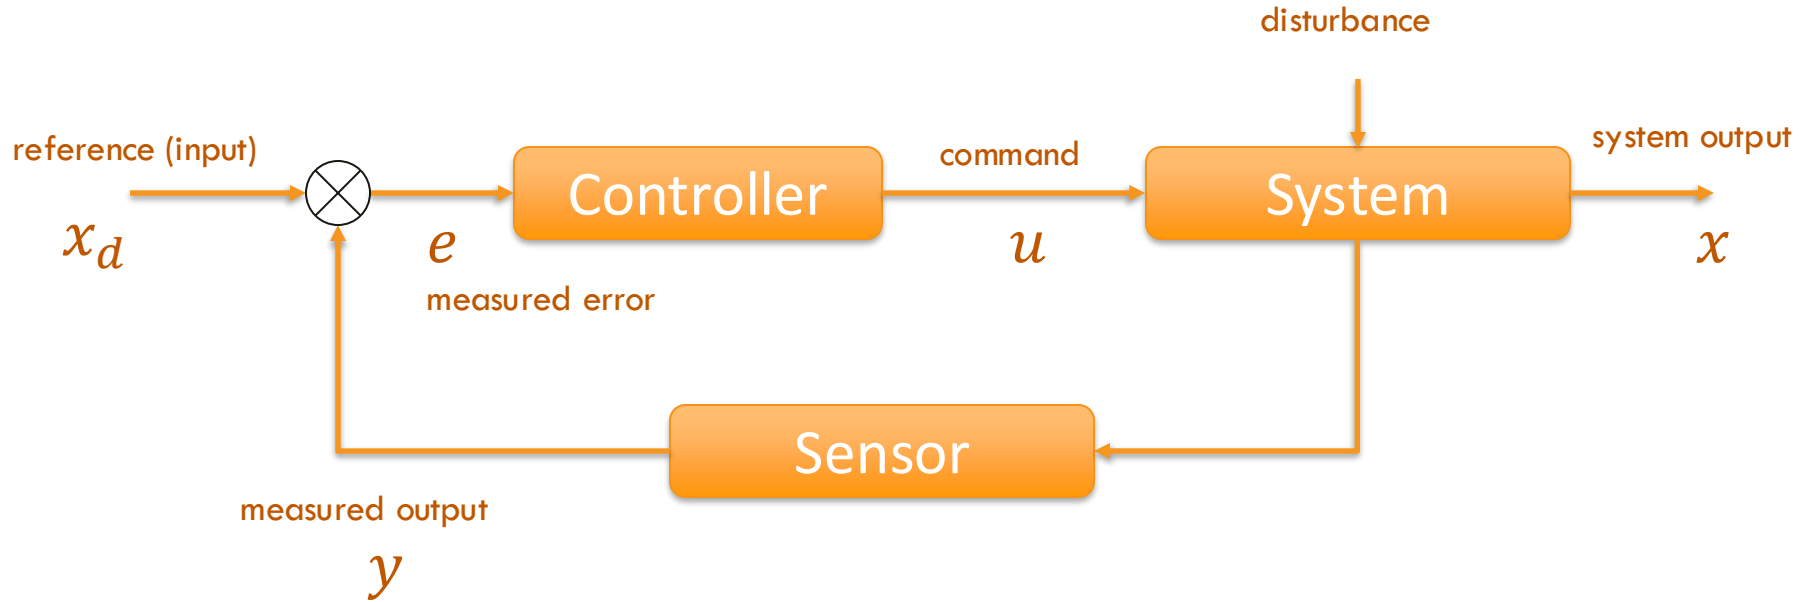 disturbance
reference (input)
command
system output
Controller
System
x_d
e
u
x
measured error
Sensor
measured output
y